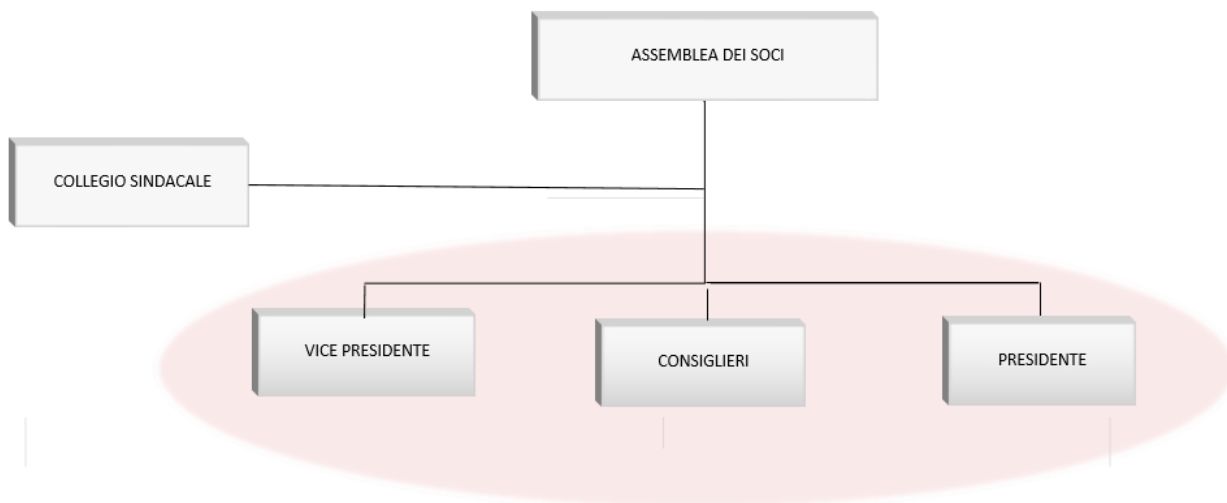 ASSEMBLEA DEI SOCI
COLLEGIO SINDACALE
VICE PRESIDENTE
CONSIGLIERI
PRESIDENTE